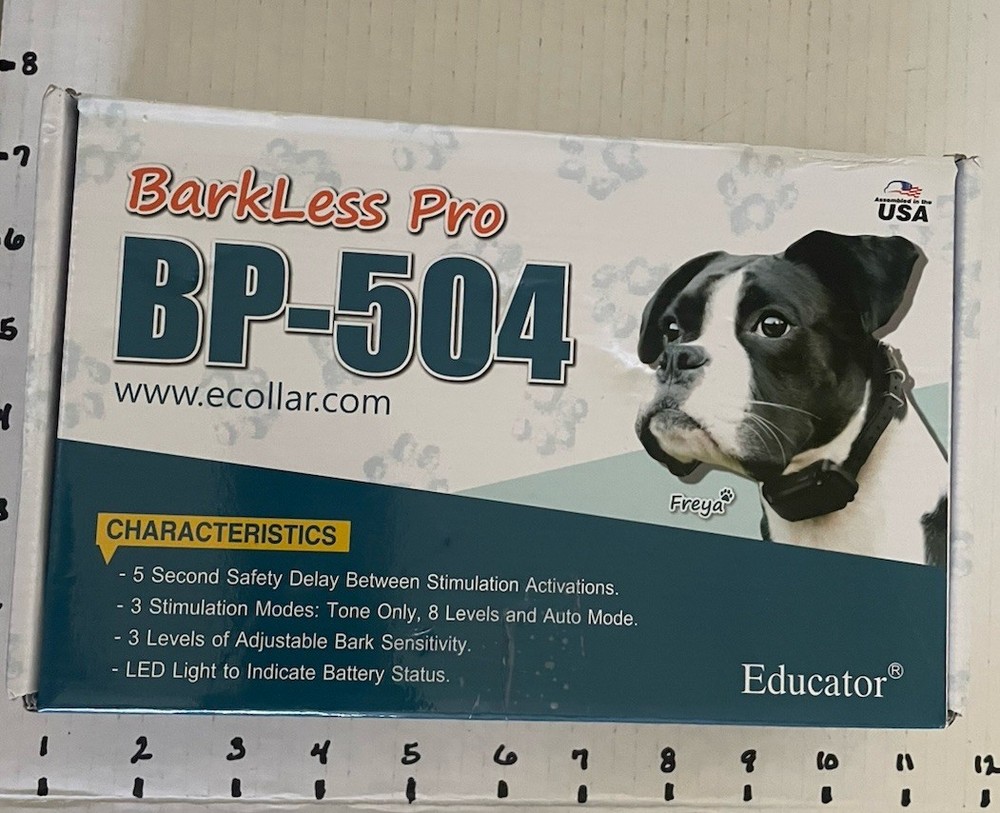 8
7
6
5
4
3
BarkLess Pro
BP-504
www.ecollar.com
Assembled in the
USA
Freya
CHARACTERISTICS
- 5 Second Safety Delay Between Stimulation Activations.
- 3 Stimulation Modes: Tone Only, 8 Levels and Auto Mode.
- 3 Levels of Adjustable Bark Sensitivity.
- LED Light to Indicate Battery Status.
Educator®
1 2 3 4 5 6 7 8 9 10 11 12